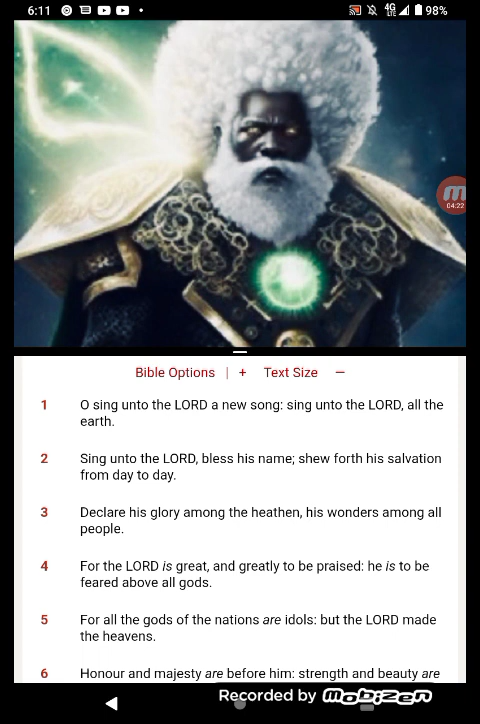 6:11
4G
LTE
98%
04:22
Bible Options | + Text Size −
1 O sing unto the LORD a new song: sing unto the LORD, all the
earth.
2 Sing unto the LORD, bless his name; shew forth his salvation
from day to day.
3 Declare his glory among the heathen, his wonders among all
people.
4 For the LORD is great, and greatly to be praised: he is to be
feared above all gods.
5 For all the gods of the nations are idols: but the LORD made
the heavens.
6 Honour and majesty are before him: strength and beauty are
Recorded by Mobizen